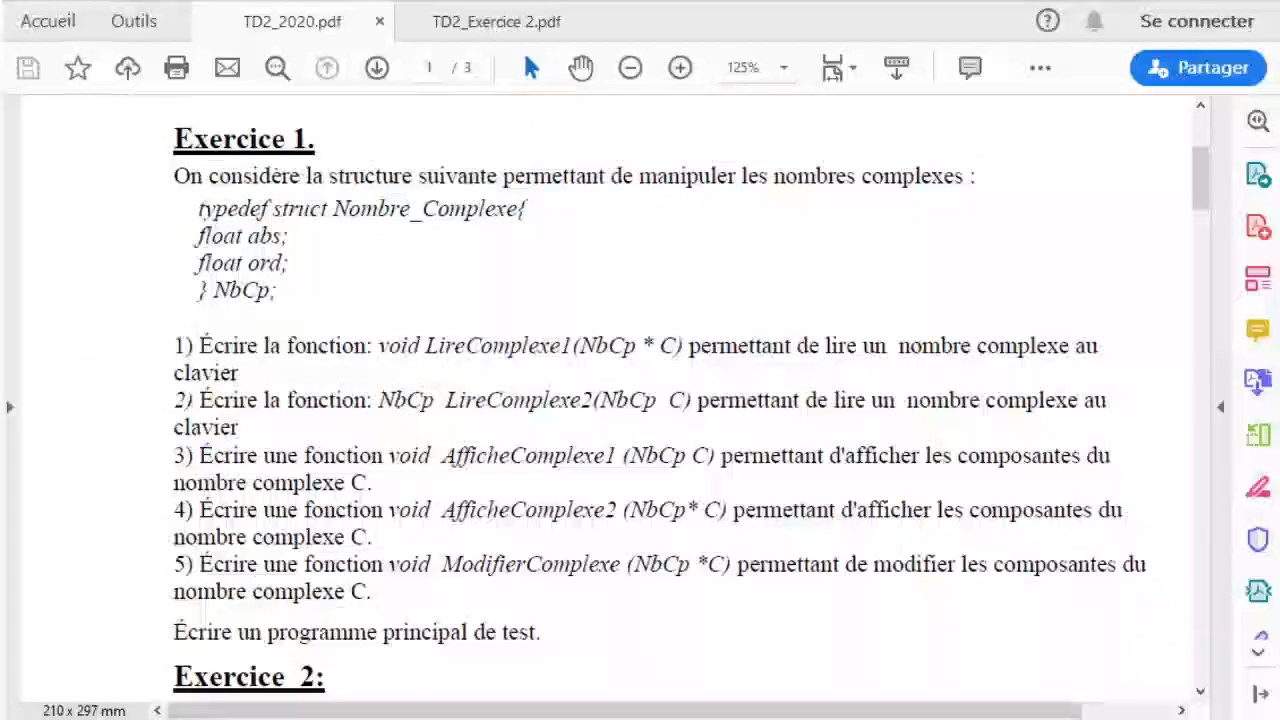 Accueil Outils TD2_2020.pdf × TD2_Exercice 2.pdf ? Se connecter
1 / 3 125% Partager
Exercice 1.
On considère la structure suivante permettant de manipuler les nombres complexes :
typedef struct Nombre_Complexe{
float abs;
float ord;
} NbCp;
1) Écrire la fonction: void LireComplexe1(NbCp * C) permettant de lire un nombre complexe au
clavier
2) Écrire la fonction: NbCp LireComplexe2(NbCp C) permettant de lire un nombre complexe au
clavier
3) Écrire une fonction void AfficheComplexe1 (NbCp C) permettant d'afficher les composantes du
nombre complexe C.
4) Écrire une fonction void AfficheComplexe2 (NbCp* C) permettant d'afficher les composantes du
nombre complexe C.
5) Écrire une fonction void ModifierComplexe (NbCp *C) permettant de modifier les composantes du
nombre complexe C.
Écrire un programme principal de test.
Exercice 2:
210 x 297 mm